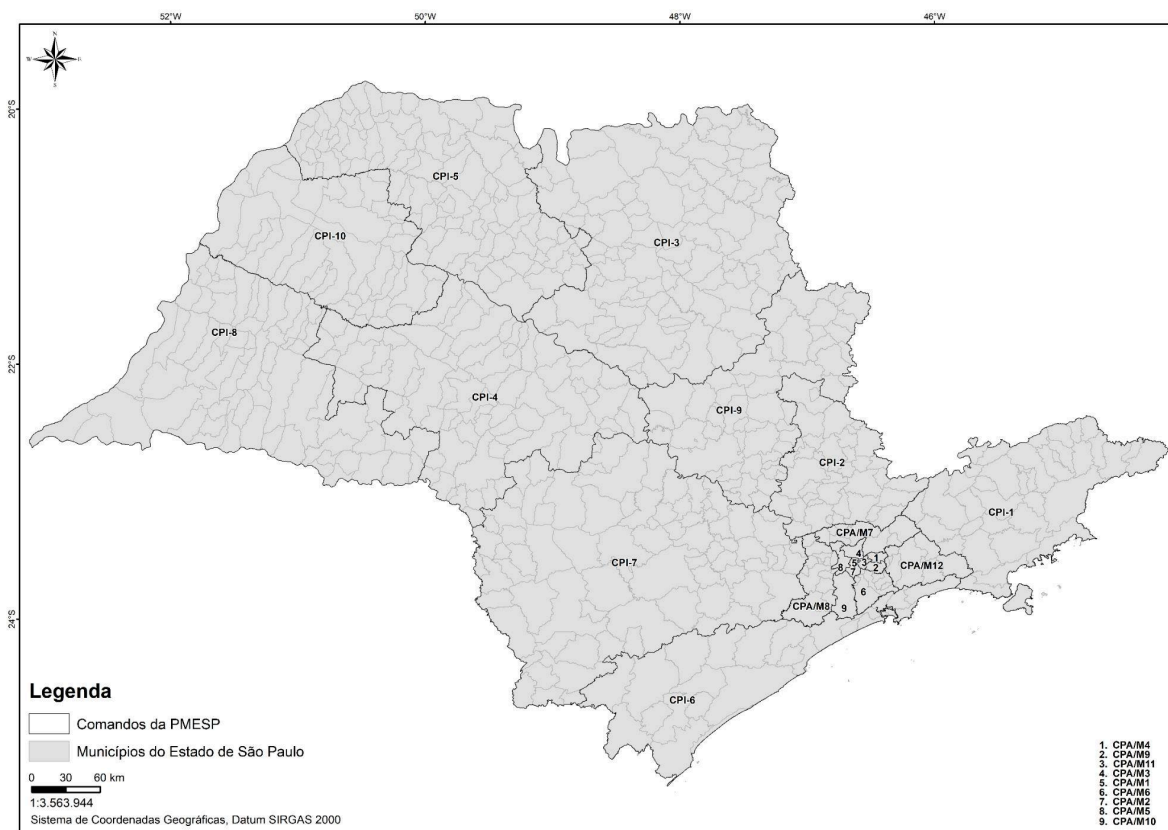 52°W 50°W 48°W 46°W
N
W E
S
20°S
CPI-5
CPI-10
CPI-3
CPI-8
22°S
CPI-4
CPI-9
CPI-2
CPI-1
CPA/M7
4 1
5 3
CPI-7
8 7 2
CPA/M12
6
CPA/M8
9
24°S
CPI-6
Legenda
Comandos da PMESP
Municípios do Estado de São Paulo
0 30 60 km
1:3.563.944
Sistema de Coordenadas Geográficas, Datum SIRGAS 2000
1. CPA/M4
2. CPA/M9
3. CPA/M11
4. CPA/M3
5. CPA/M1
6. CPA/M6
7. CPA/M2
8. CPA/M5
9. CPA/M10